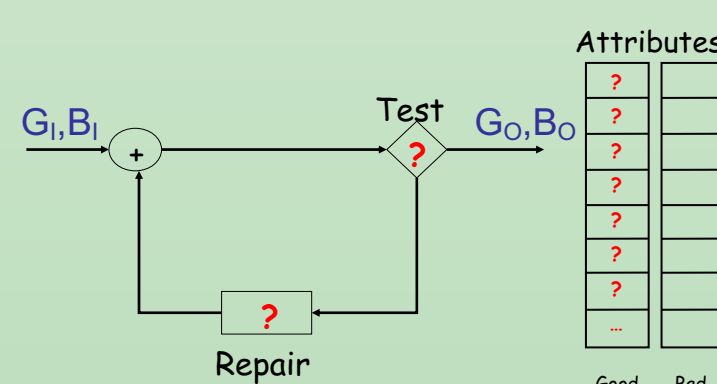 Attributes
Test
G_I,B_I
G_O,B_O
+
?
?
Repair
?
?
?
?
?
?
?
...
Good Bad